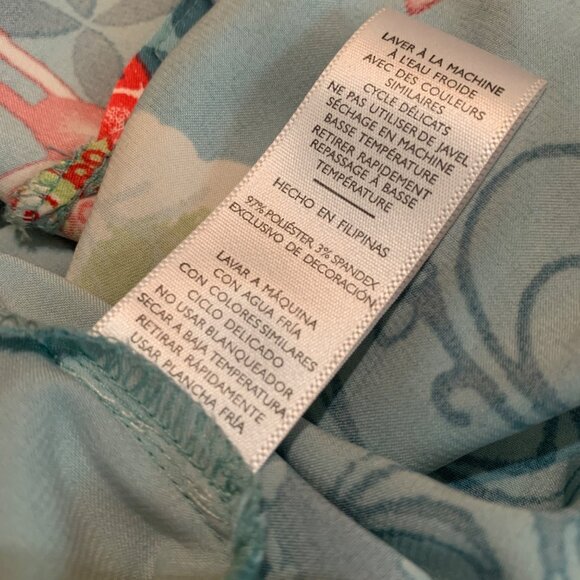 LAVER À LA MACHINE
À L'EAU FROIDE
AVEC DES COULEURS
SIMILAIRES
CYCLE DÉLICATS
NE PAS UTILISER DE JAVEL
SÉCHAGE EN MACHINE
BASSE TEMPÉRATURE
RETIRER RAPIDEMENT
REPASSAGE À BASSE
TEMPÉRATURE
HECHO EN FILIPINAS
97% POLIÉSTER, 3% SPANDEX
EXCLUSIVO DE DECORACIÓN
LAVAR A MÁQUINA
CON AGUA FRÍA
CON COLORES SIMILARES
CICLO DELICADO
NO USAR BLANQUEADOR
SECAR A BAJA TEMPERATURA
RETIRAR RÁPIDAMENTE
USAR PLANCHA FRÍA